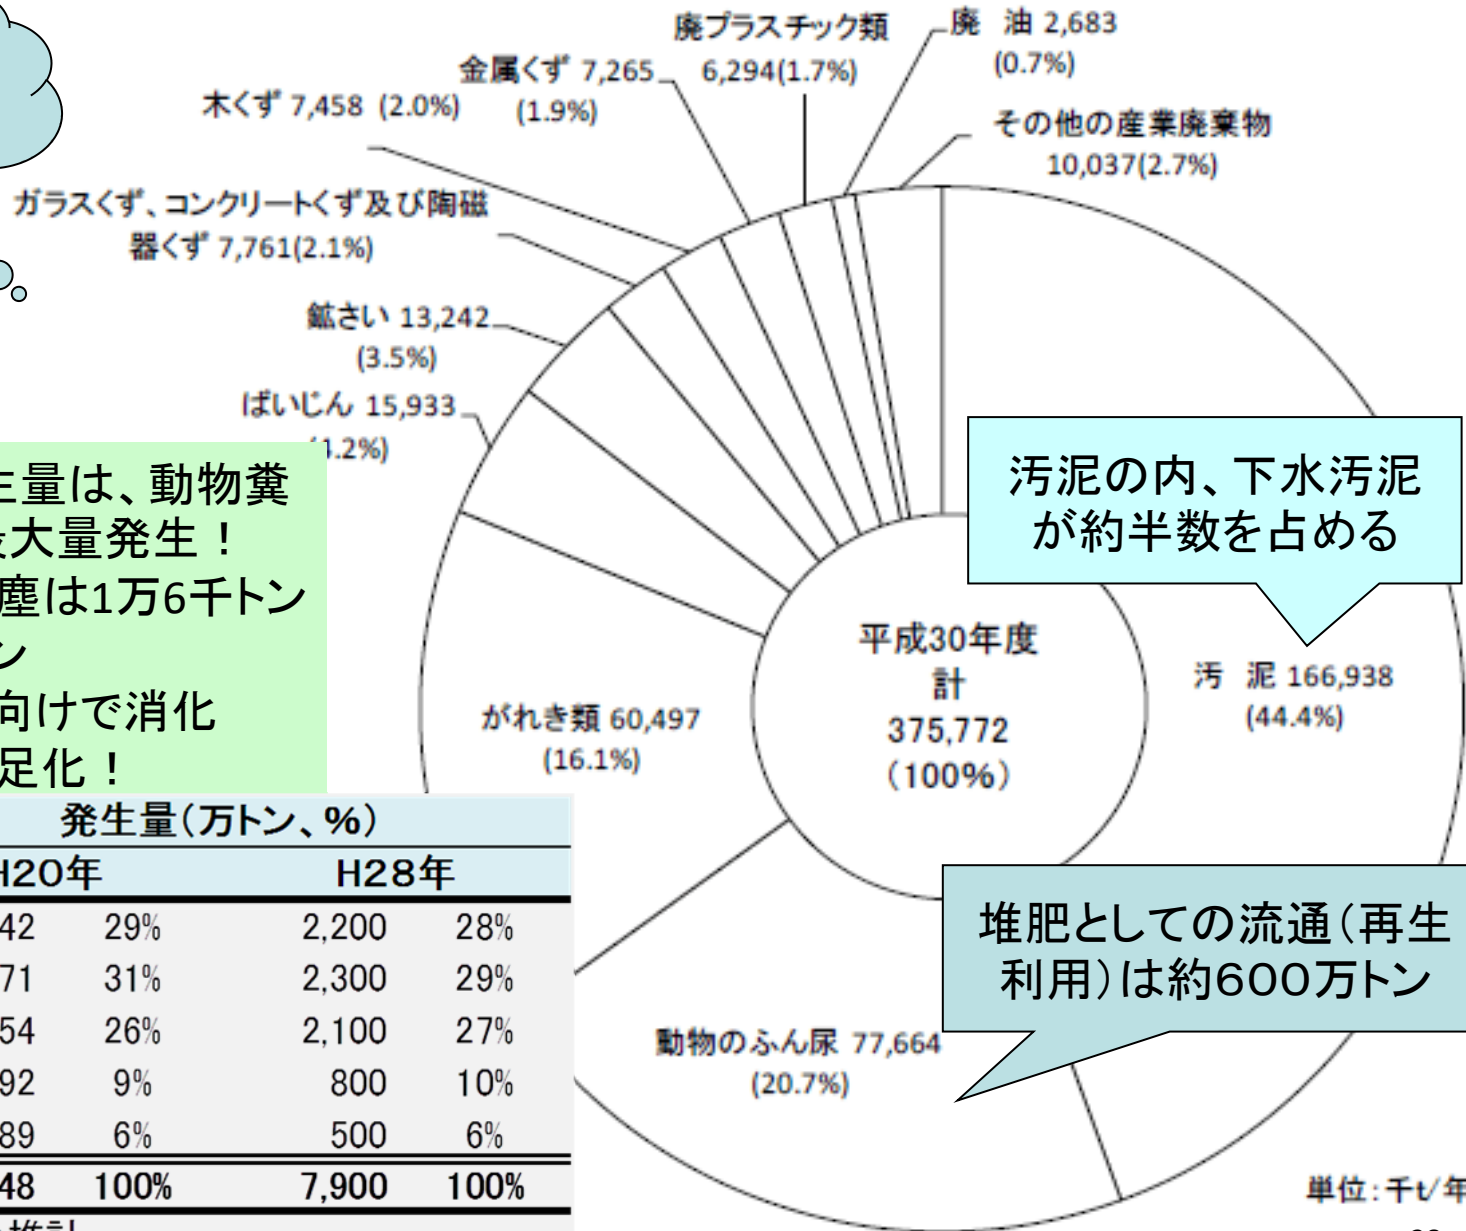 廃プラスチック類
6,294(1.7%)
廃 油 2,683
(0.7%)
金属くず 7,265
(1.9%)
木くず 7,458 (2.0%)
その他の産業廃棄物
10,037(2.7%)
ガラスくず、コンクリートくず及び陶磁
器くず 7,761(2.1%)
鉱さい 13,242
(3.5%)
ばいじん 15,933
.2%)
生量は、動物糞
大量発生！
塵は1万6千トン
ン
向けで消化
足化！
汚泥の内、下水汚泥
が約半数を占める
平成30年度
計
375,772
(100%)
汚 泥 166,938
(44.4%)
がれき類 60,497
(16.1%)
堆肥としての流通(再生
利用)は約600万トン
動物のふん尿 77,664
(20.7%)
発生量(万トン、%)
H20年 H28年
42 29% 2,200 28%
71 31% 2,300 29%
54 26% 2,100 27%
92 9% 800 10%
89 6% 500 6%
48 100% 7,900 100%
単位:千t/年